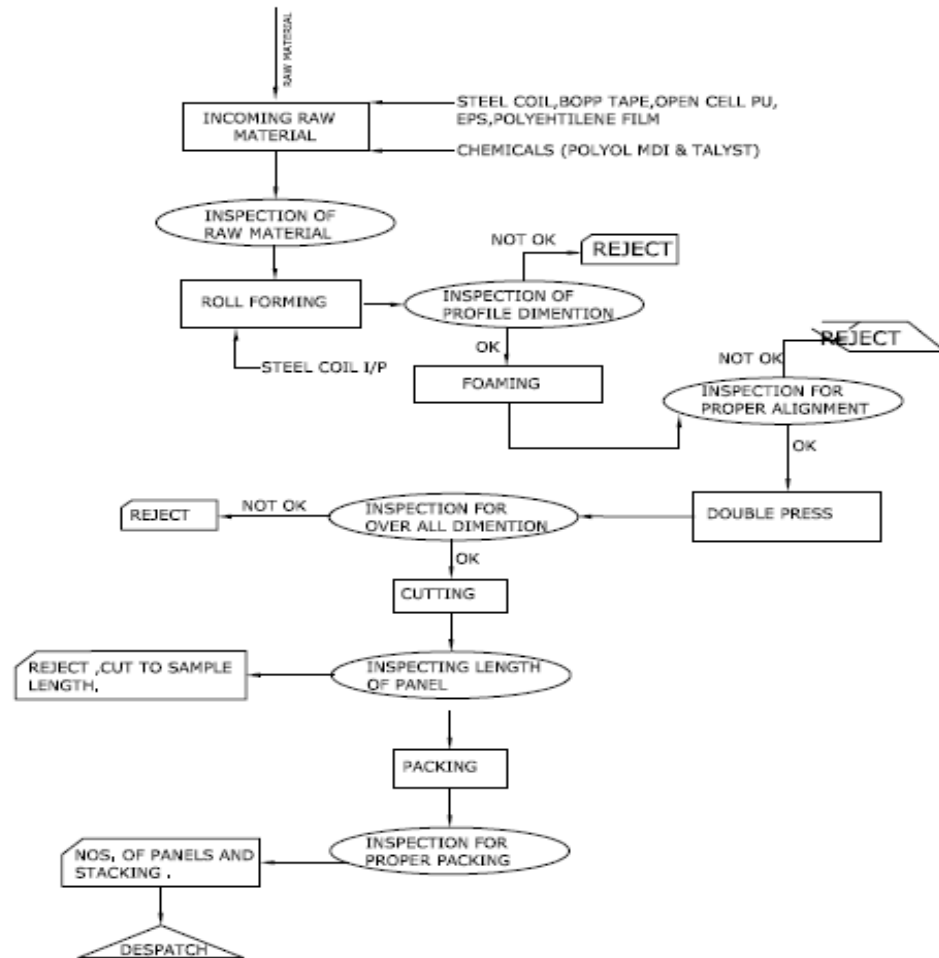 RAW MATERIAL
INCOMING RAW
MATERIAL
STEEL COIL,BOPP TAPE,OPEN CELL PU,
EPS,POLYEHTILENE FILM
CHEMICALS (POLYOL MDI & TALYST)
INSPECTION OF
RAW MATERIAL
NOT OK
REJECT
ROLL FORMING
INSPECTION OF
PROFILE DIMENTION
OK
STEEL COIL I/P
FOAMING
REJECT
NOT OK
INSPECTION FOR
PROPER ALIGNMENT
OK
DOUBLE PRESS
INSPECTION FOR
OVER ALL DIMENTION
NOT OK
REJECT
OK
CUTTING
INSPECTING LENGTH
OF PANEL
REJECT ,CUT TO SAMPLE
LENGTH.
PACKING
INSPECTION FOR
PROPER PACKING
NOS. OF PANELS AND
STACKING .
DESPATCH